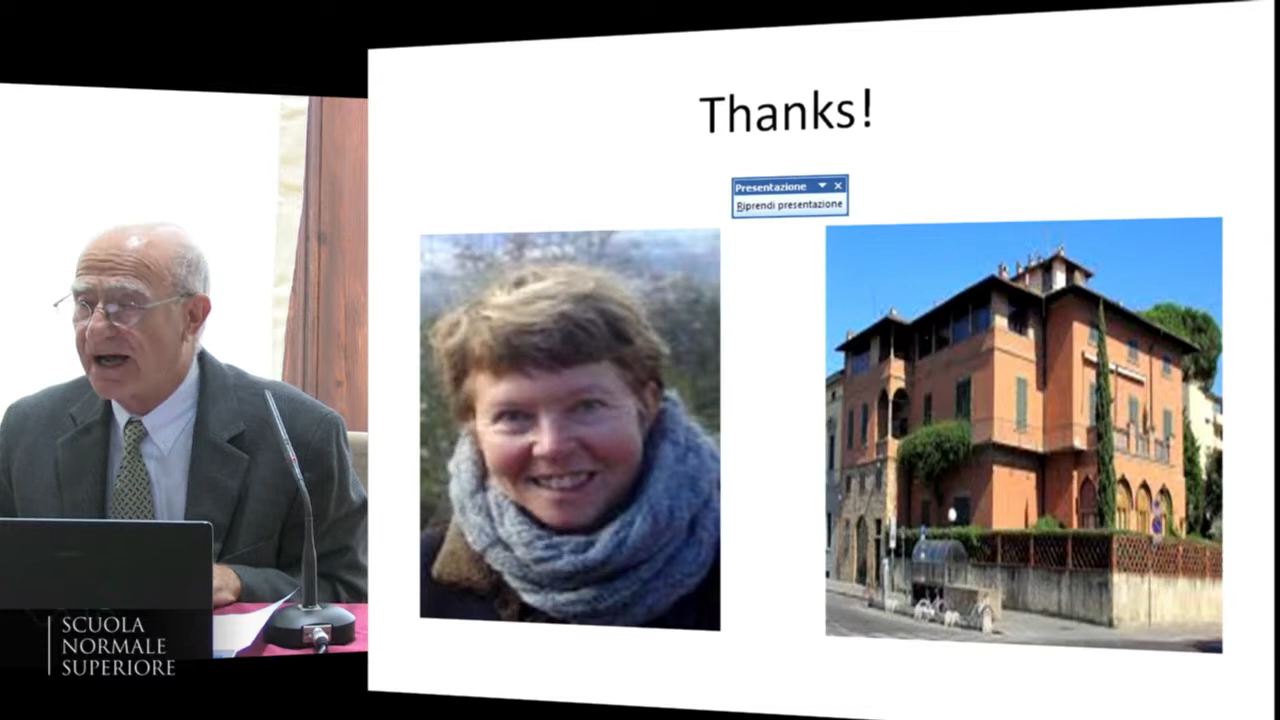 Thanks!
Presentazione
Riprendi presentazione
SCUOLA
NORMALE
SUPERIORE